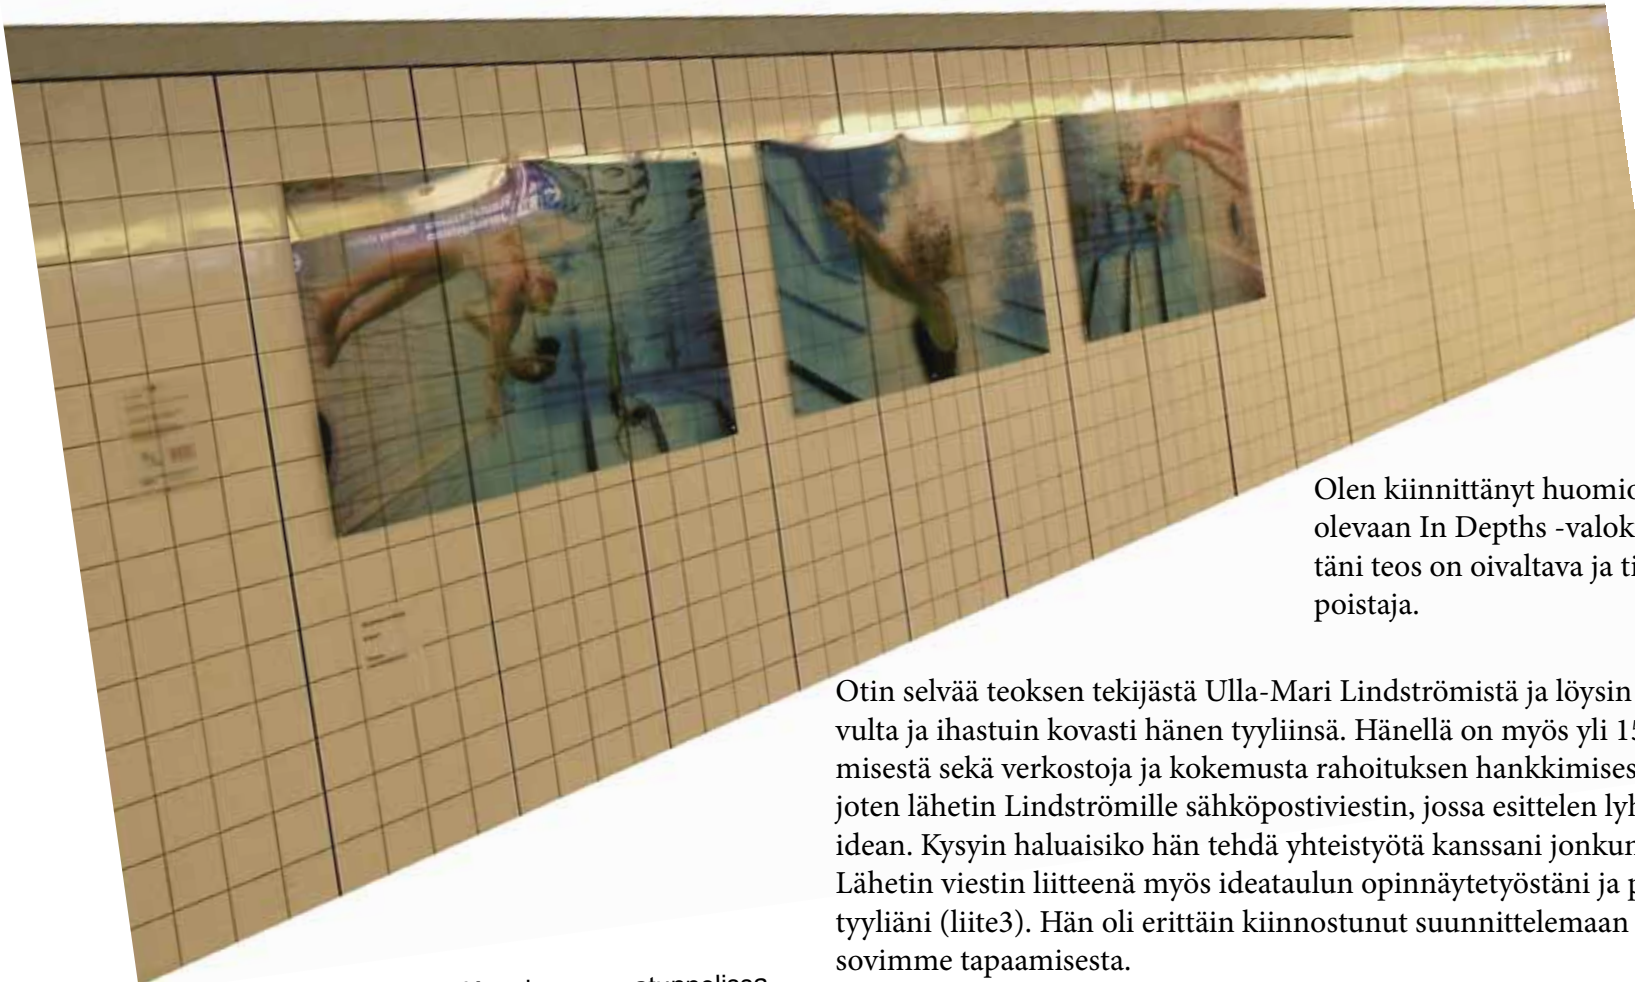 Olen kiinnittänyt huomio
olevaan In Depths -valok
täni teos on oivaltava ja ti
poistaja.
Otin selvää teoksen tekijästä Ulla-Mari Lindströmistä ja löysin
vulta ja ihastuin kovasti hänen tyyliinsä. Hänellä on myös yli 15
misestä sekä verkostoja ja kokemusta rahoituksen hankkimises
joten lähetin Lindströmille sähköpostiviestin, jossa esittelen lyh
idean. Kysyin haluaisiko hän tehdä yhteistyötä kanssani jonkun
Lähetin viestin liitteenä myös ideataulun opinnäytetyöstäni ja p
tyyliäni (liite3). Hän oli erittäin kiinnostunut suunnittelemaan
sovimme tapaamisesta.